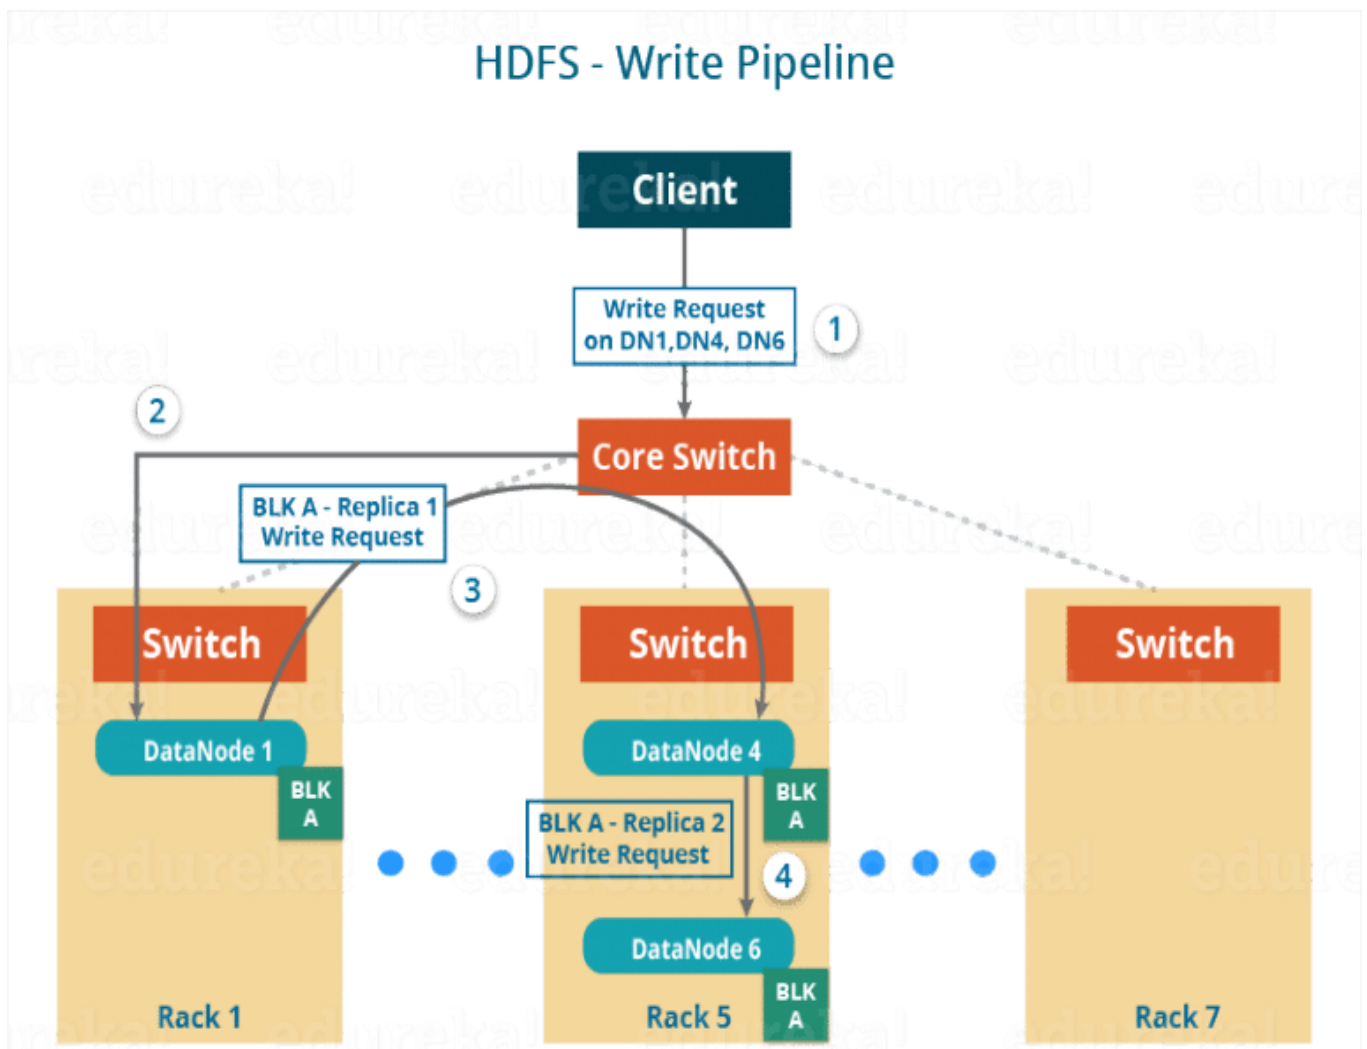 HDFS - Write Pipeline
edureka!
Client
Write Request
on DN1,DN4, DN6
1
2
Core Switch
BLK A - Replica 1
Write Request
3
Switch
Switch
Switch
DataNode 1
DataNode 4
BLK
A
BLK
A
BLK A - Replica 2
Write Request
4
DataNode 6
BLK
A
Rack 1
Rack 5
Rack 7